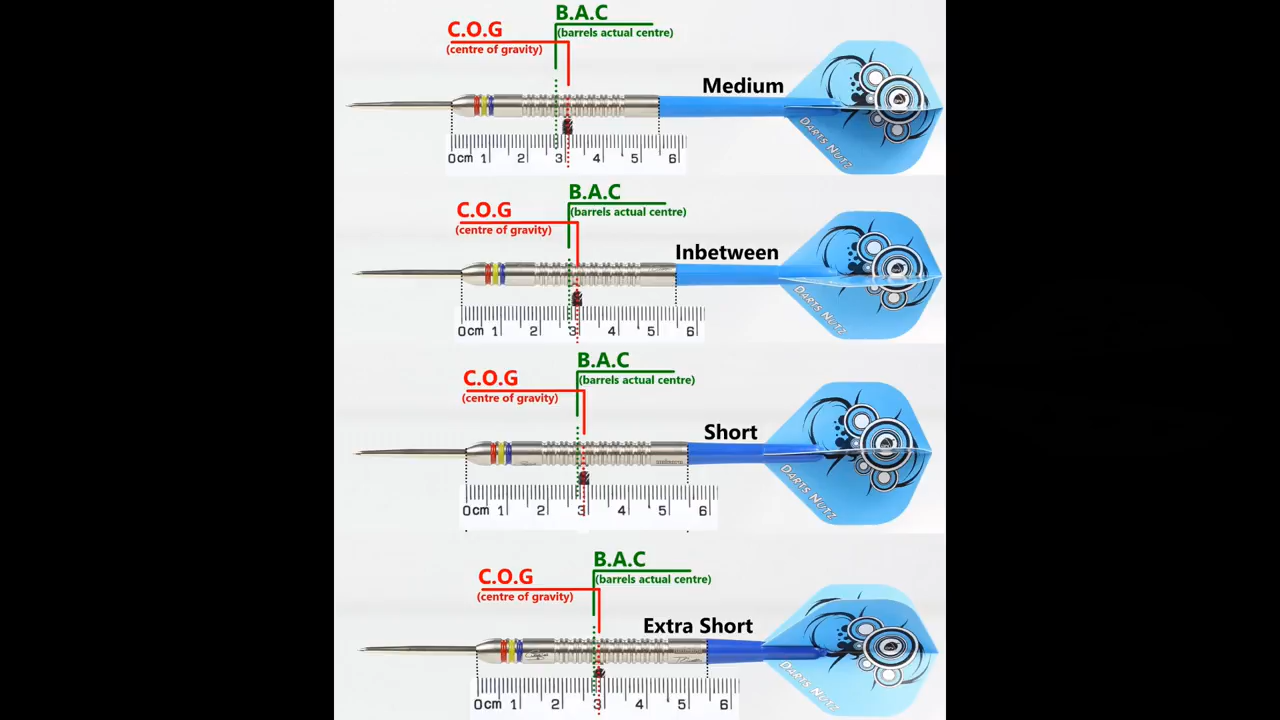 B.A.C
(barrels actual centre)
C.O.G
(centre of gravity)
Medium
DARTS NUTZ
0cm 1 2 3 4 5 6
B.A.C
(barrels actual centre)
C.O.G
(centre of gravity)
Inbetween
DARTS NUTZ
0cm 1 2 3 4 5 6
B.A.C
(barrels actual centre)
C.O.G
(centre of gravity)
Short
DARTS NUTZ
0cm 1 2 3 4 5 6
B.A.C
(barrels actual centre)
C.O.G
(centre of gravity)
Extra Short
DARTS NUTZ
0cm 1 2 3 4 5 6